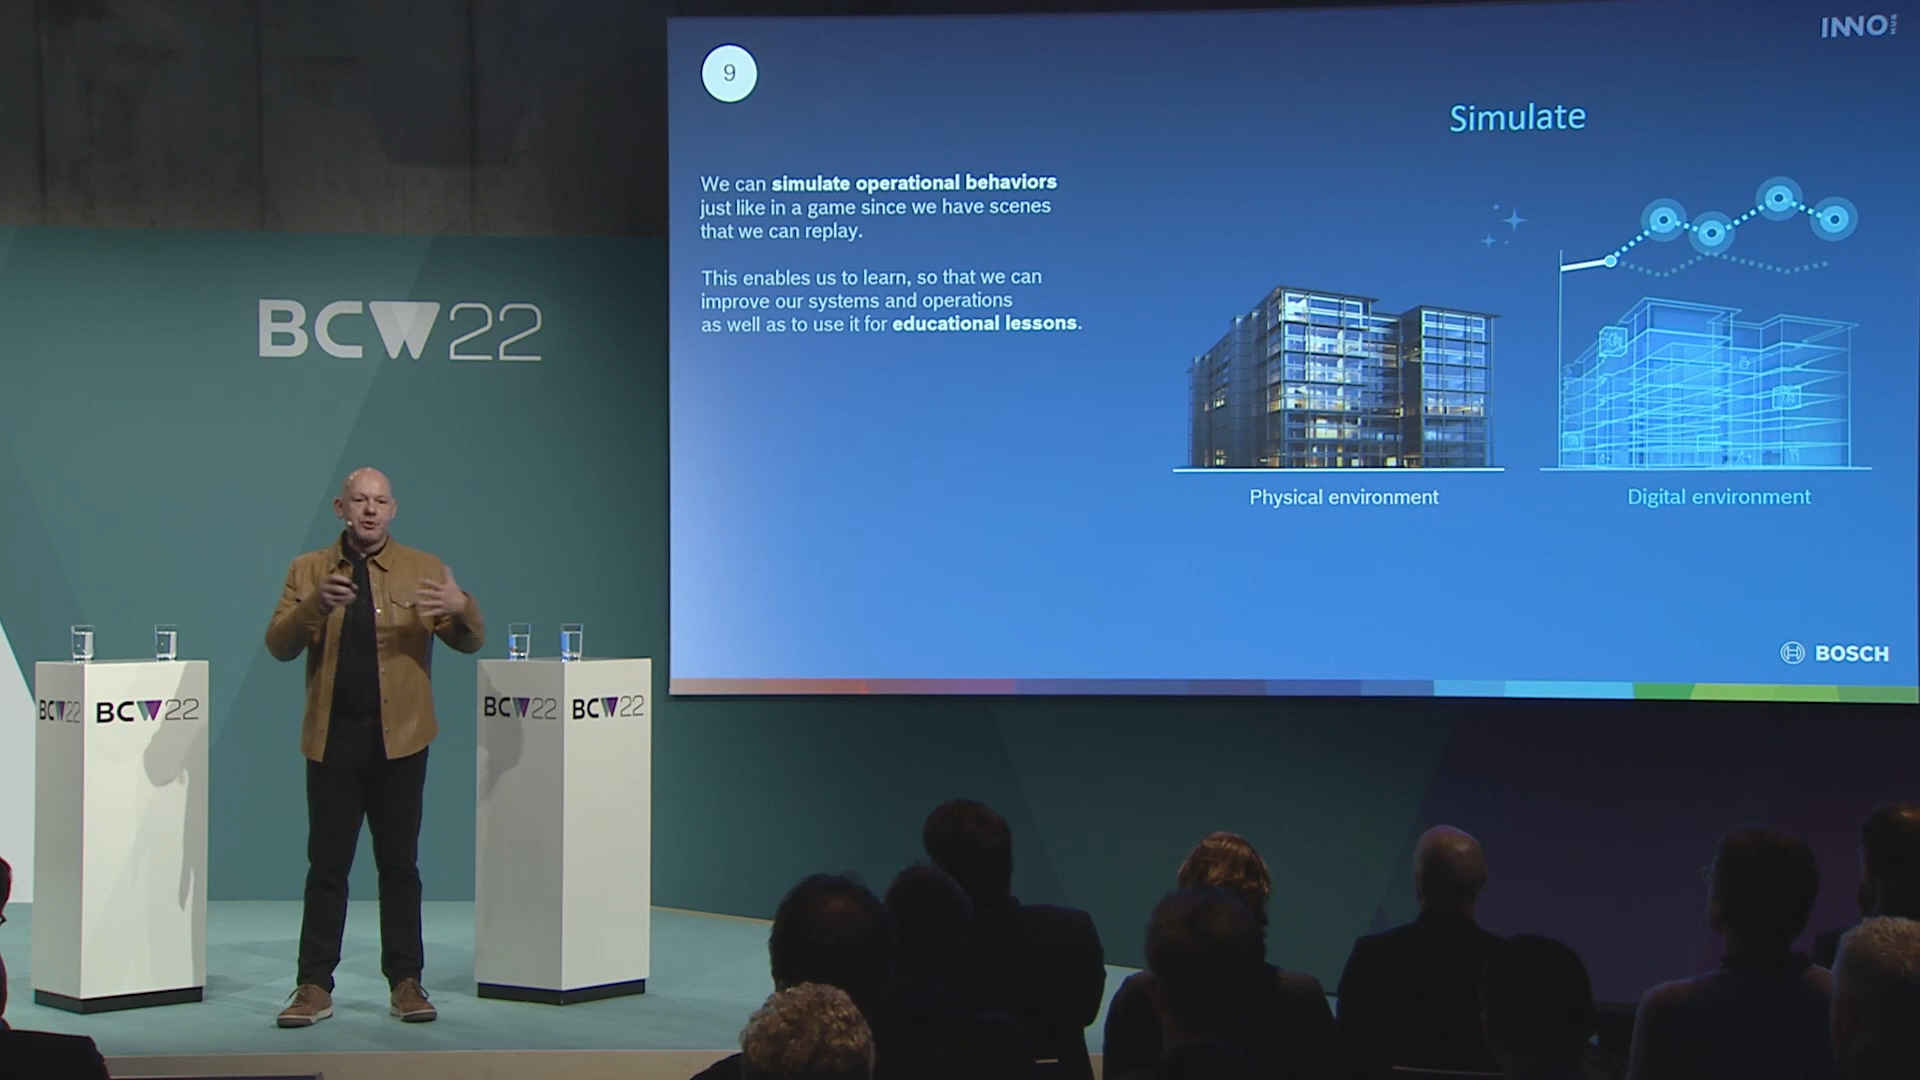 INNO
HUB
9
Simulate
We can simulate operational behaviors
just like in a game since we have scenes
that we can replay.
This enables us to learn, so that we can
improve our systems and operations
as well as to use it for educational lessons.
Physical environment
Digital environment
BOSCH
BCW22
BCW22
BCW22
BCW22
BCW22